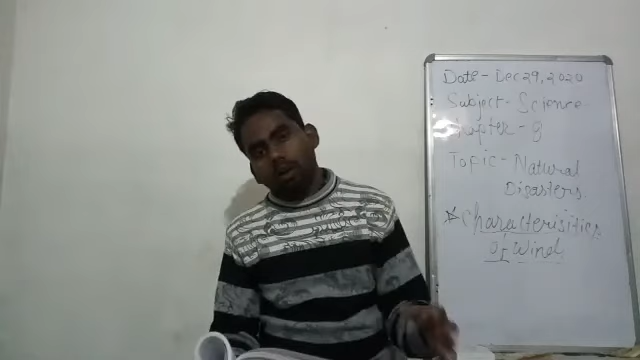 Date - Dec 29, 2020
Subject - Science
Chapter - 8
Topic - Natural
Disasters
* Characterisitics
of Wind